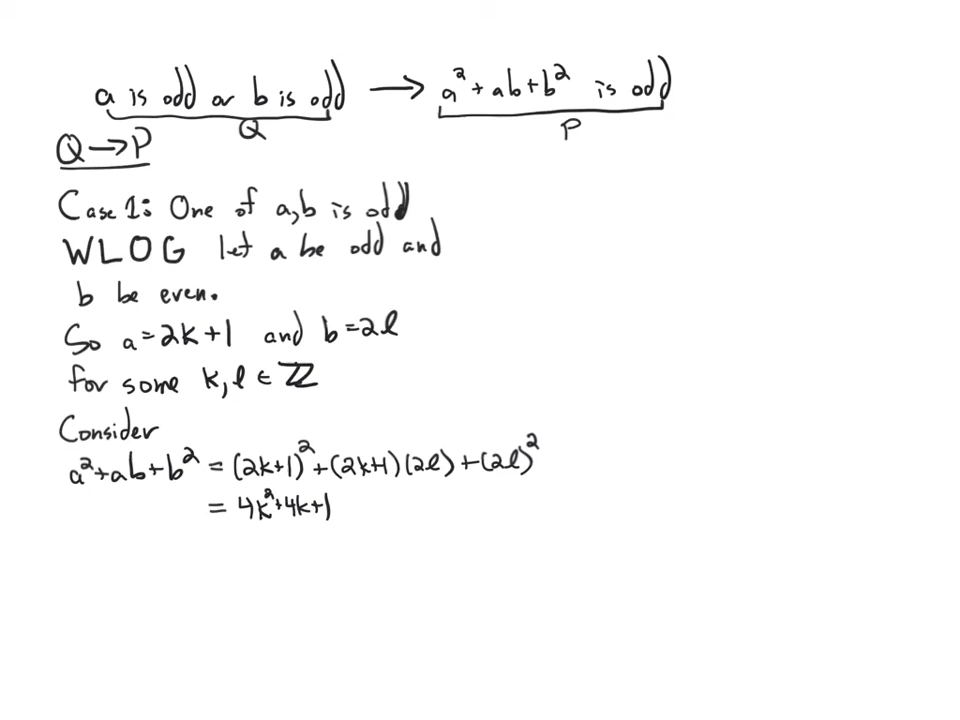 a is odd or b is odd → a² + ab + b² is odd
Q P
Q → P
Case 1: One of a,b is odd
WLOG let a be odd and
b be even.
So a = 2k+1 and b = 2l
for some k, l ∈ ℤ
Consider
a² + ab + b² = (2k+1)² + (2k+1)(2l) + (2l)²
= 4k² + 4k + 1